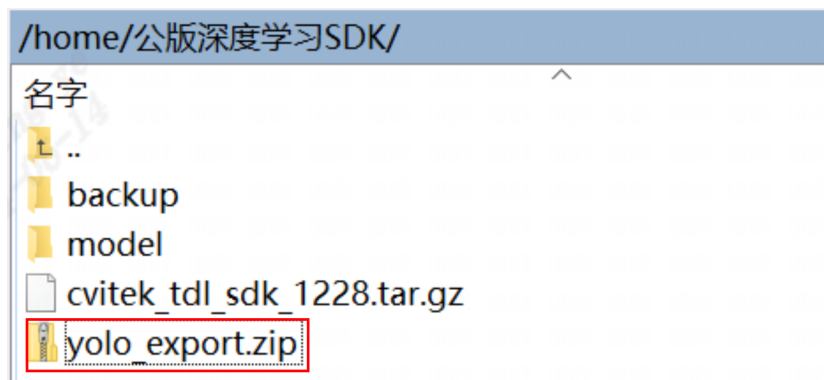 /home/公版深度学习SDK/
名字
..
backup
model
cvitek_tdl_sdk_1228.tar.gz
yolo_export.zip